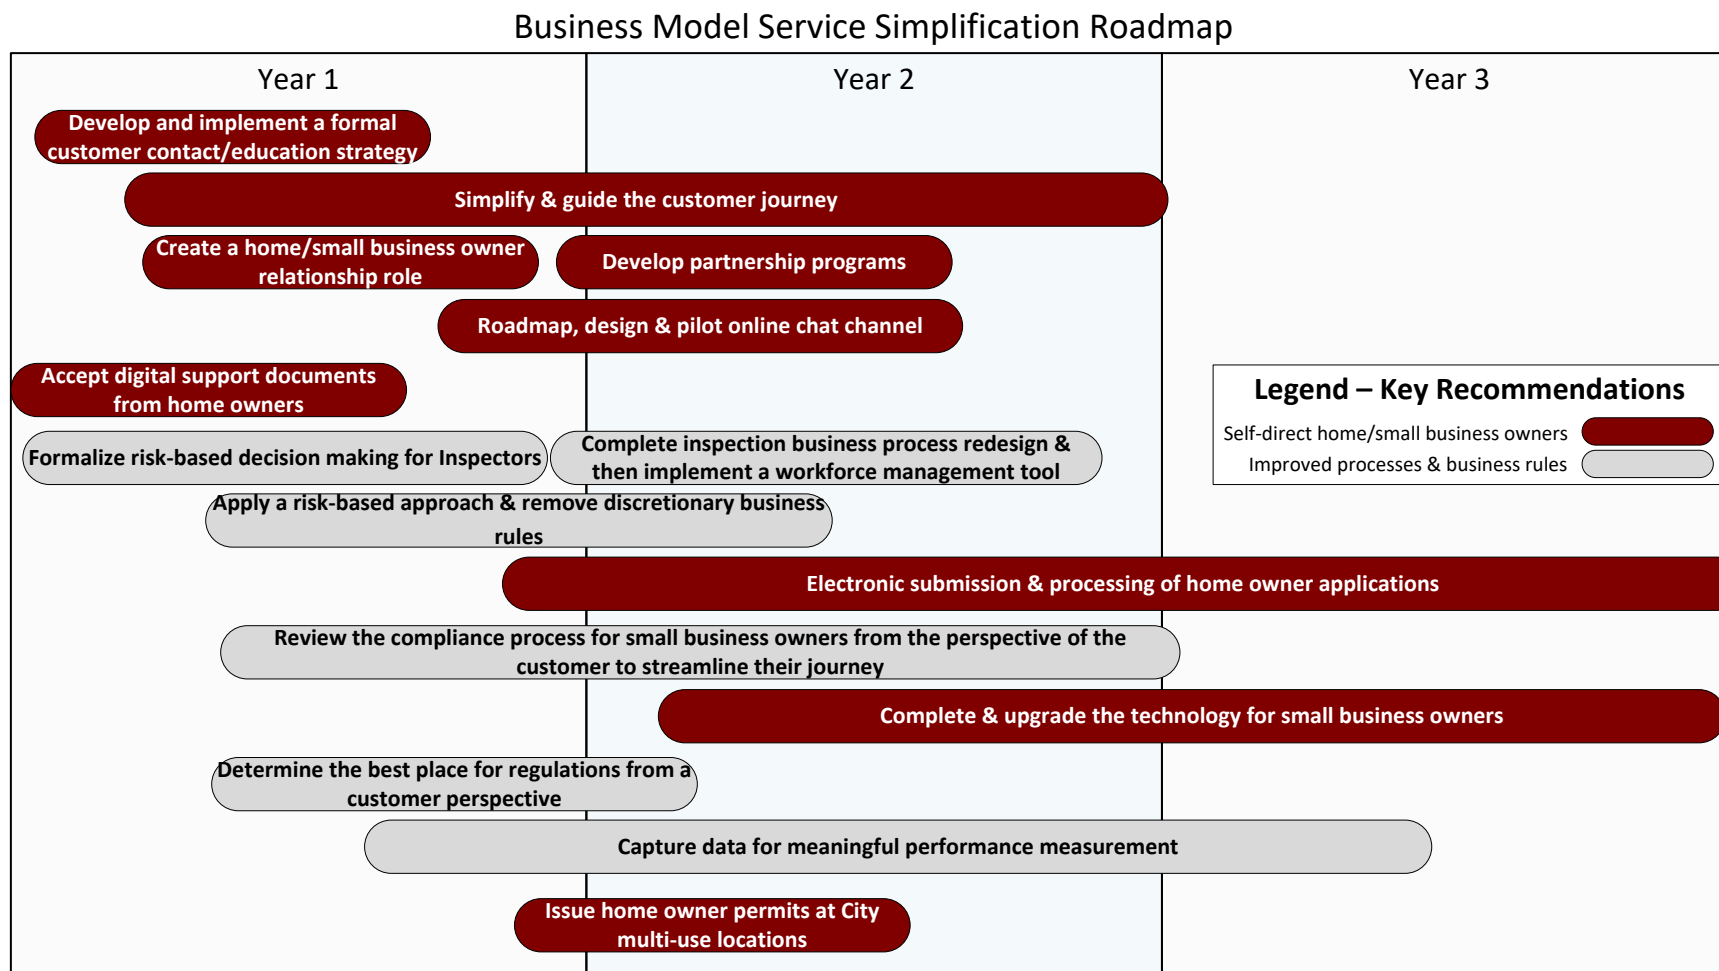 Business Model Service Simplification Roadmap
Year 1
Year 2
Year 3
Develop and implement a formal
customer contact/education strategy
Simplify & guide the customer journey
Create a home/small business owner
relationship role
Develop partnership programs
Roadmap, design & pilot online chat channel
Accept digital support documents
from home owners
Legend – Key Recommendations
Self-direct home/small business owners
Improved processes & business rules
Formalize risk-based decision making for Inspectors
Complete inspection business process redesign &
then implement a workforce management tool
Apply a risk-based approach & remove discretionary business
rules
Electronic submission & processing of home owner applications
Review the compliance process for small business owners from the perspective of the
customer to streamline their journey
Complete & upgrade the technology for small business owners
Determine the best place for regulations from a
customer perspective
Capture data for meaningful performance measurement
Issue home owner permits at City
multi-use locations